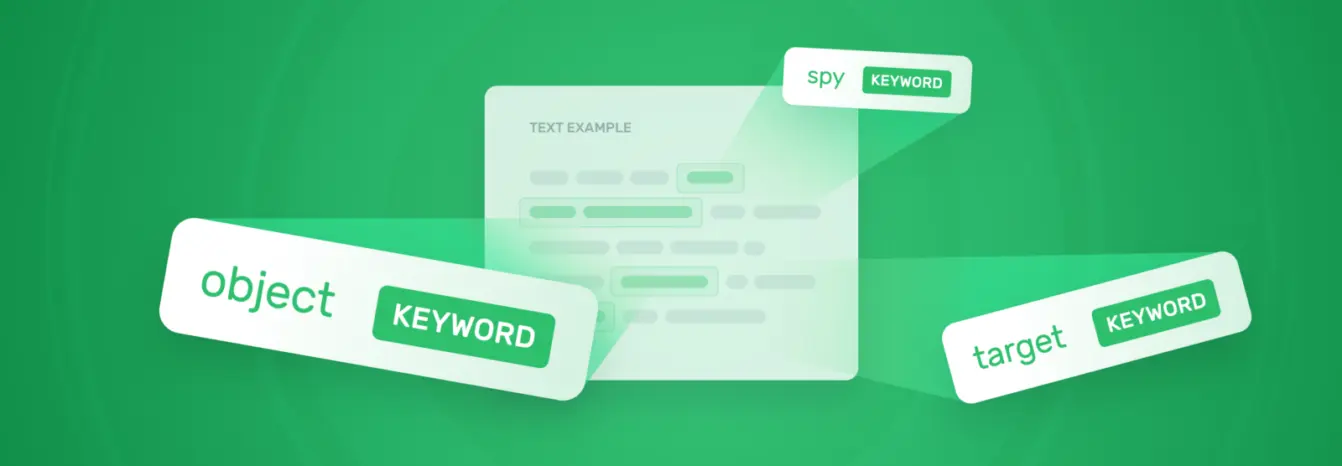 spy KEYWORD
TEXT EXAMPLE
object KEYWORD
target KEYWORD